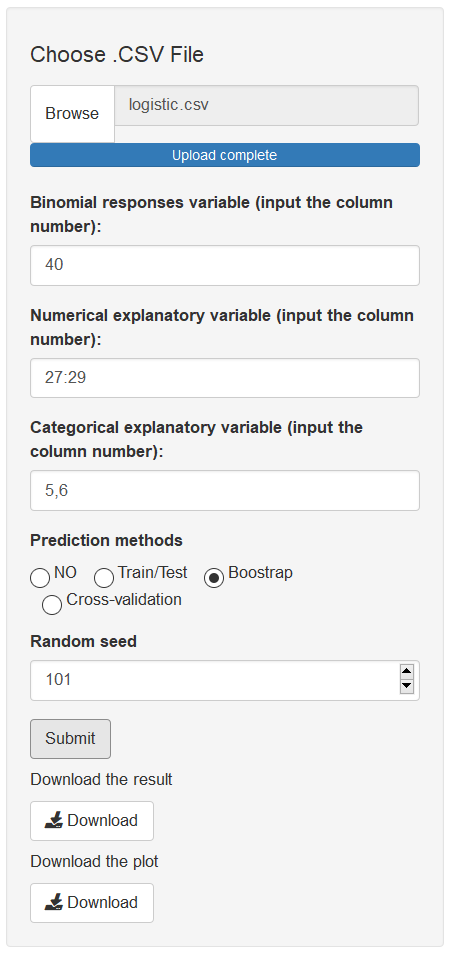 Choose .CSV File
Browse
logistic.csv
Upload complete
Binomial responses variable (input the column
number):
40
Numerical explanatory variable (input the column
number):
27:29
Categorical explanatory variable (input the
column number):
5,6
Prediction methods
NO Train/Test Boostrap
Cross-validation
Random seed
101
Submit
Download the result
Download
Download the plot
Download